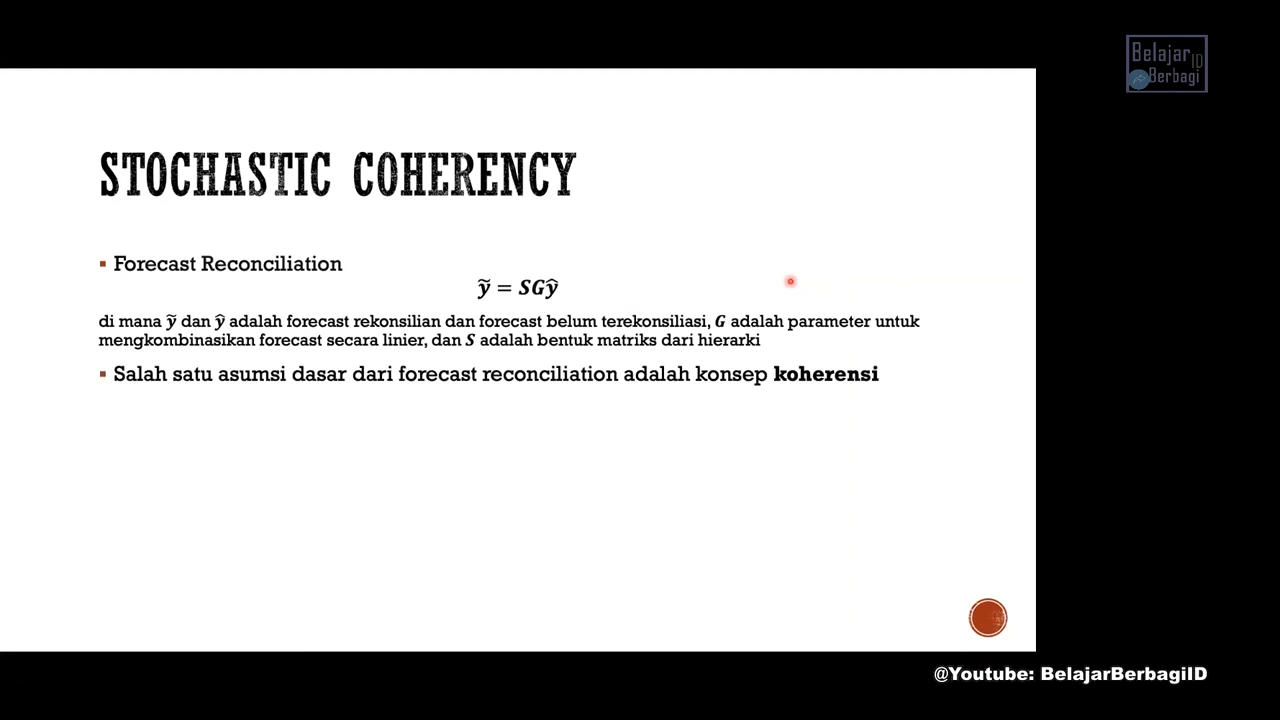 Belajar ID
Berbagi
STOCHASTIC COHERENCY
▪ Forecast Reconciliation
ỹ = SGŷ
di mana ỹ dan ŷ adalah forecast rekonsilian dan forecast belum terekonsiliasi, G adalah parameter untuk
mengkombinasikan forecast secara linier, dan S adalah bentuk matriks dari hierarki
▪ Salah satu asumsi dasar dari forecast reconciliation adalah konsep koherensi
@Youtube: BelajarBerbagiID